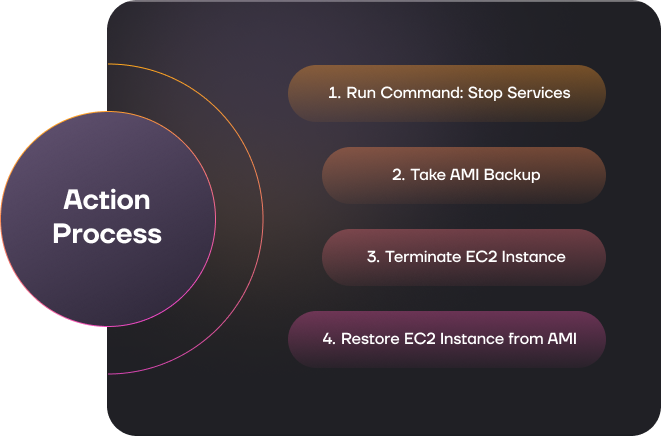 Action
Process
1. Run Command: Stop Services
2. Take AMI Backup
3. Terminate EC2 Instance
4. Restore EC2 Instance from AMI